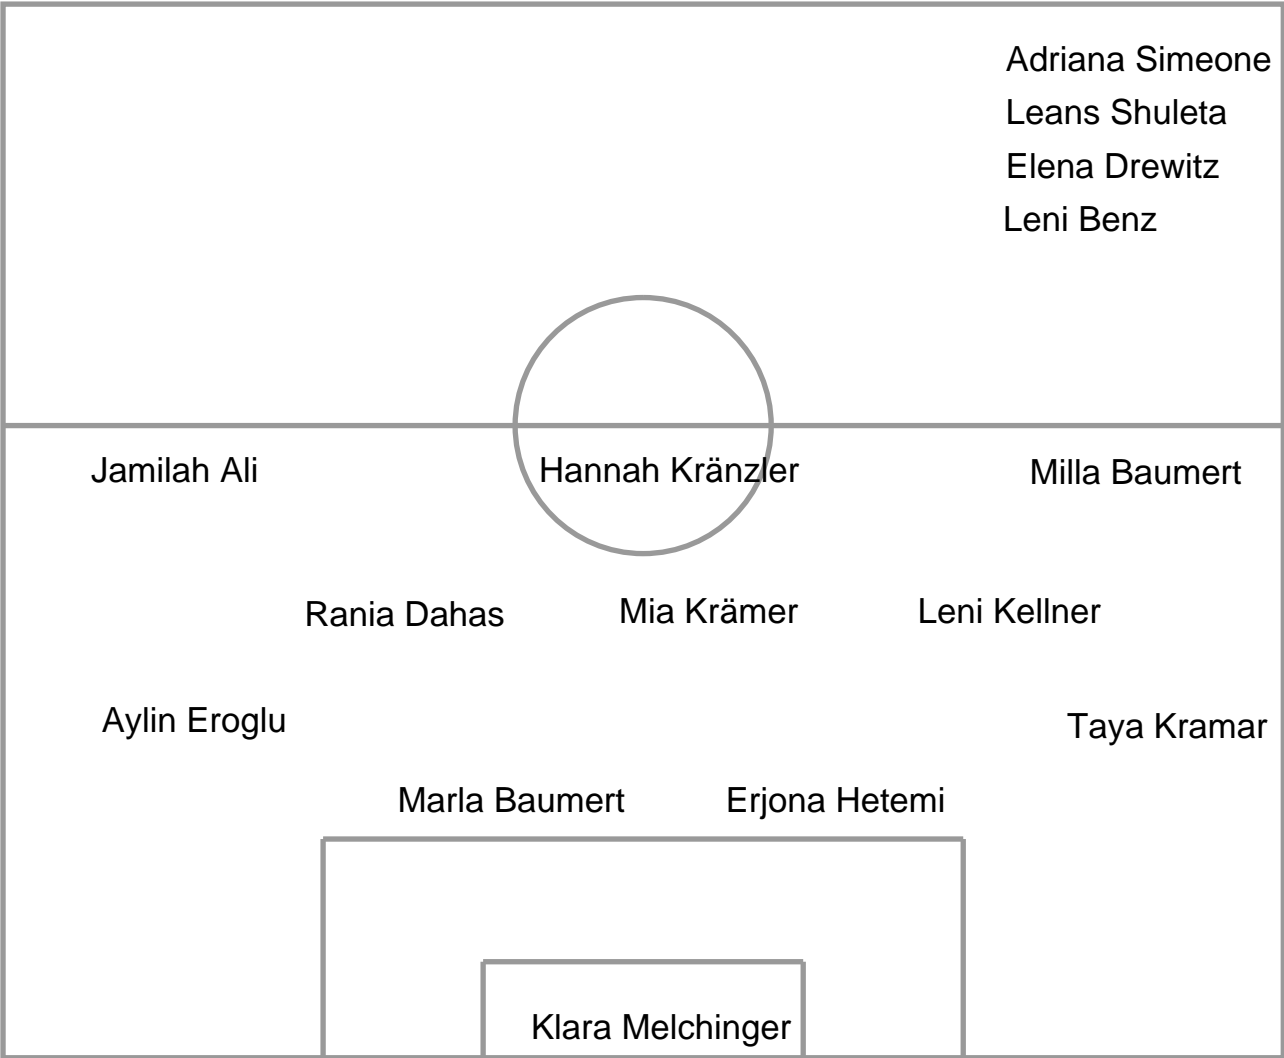 Adriana Simeone
Leans Shuleta
Elena Drewitz
Leni Benz
Jamilah Ali
Hannah Kränzler
Milla Baumert
Rania Dahas
Mia Krämer
Leni Kellner
Aylin Eroglu
Taya Kramar
Marla Baumert
Erjona Hetemi
Klara Melchinger